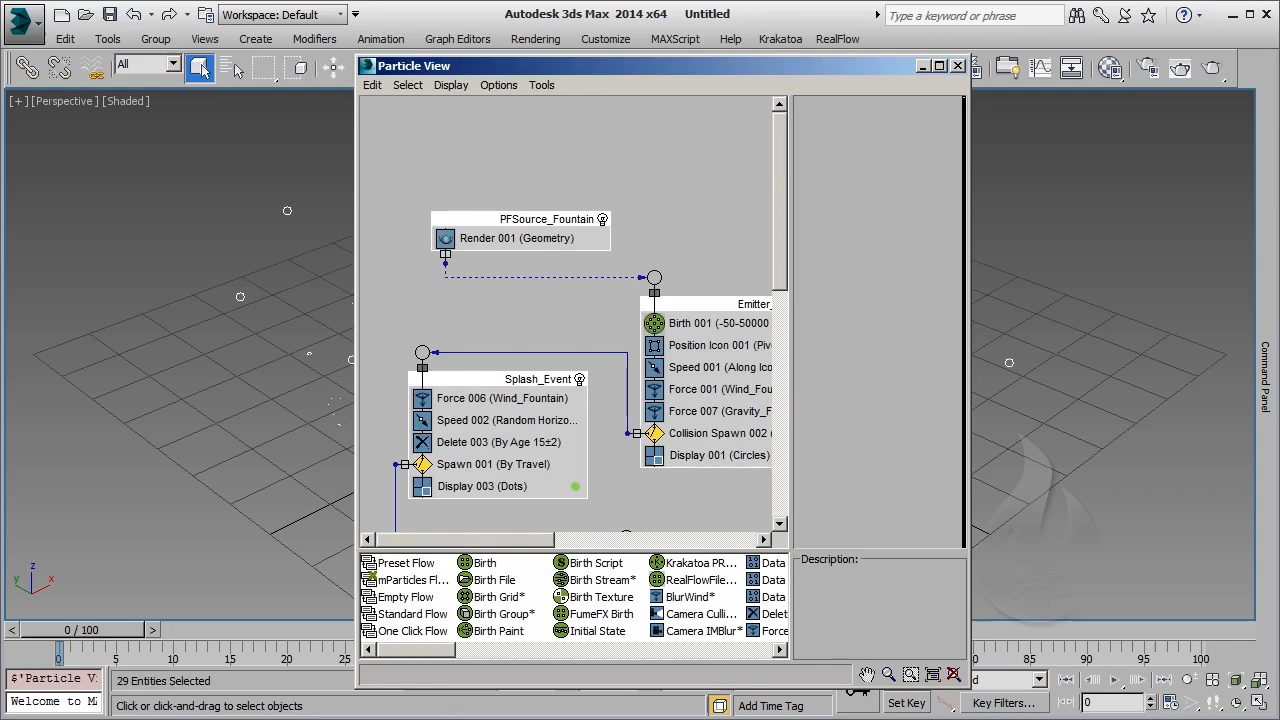 Workspace: Default
Autodesk 3ds Max 2014 x64 Untitled
Type a keyword or phrase
Edit Tools Group Views Create Modifiers Animation Graph Editors Rendering Customize MAXScript Help Krakatoa RealFlow
All
Particle View
Edit Select Display Options Tools
[+][Perspective][Shaded]
PFSource_Fountain
Render 001 (Geometry)
Emitter_
Birth 001 (-50-50000
Position Icon 001 (Piv
Speed 001 (Along Ico
Force 001 (Wind_Fou
Force 007 (Gravity_F
Collision Spawn 002 (
Display 001 (Circles)
Splash_Event
Force 006 (Wind_Fountain)
Speed 002 (Random Horizo...
Delete 003 (By Age 15±2)
Spawn 001 (By Travel)
Display 003 (Dots)
Command Panel
Preset Flow Birth Birth Script Krakatoa PR... Data
mParticles Fl... Birth File Birth Stream* RealFlowFile... Data
Empty Flow Birth Grid* Birth Texture BlurWind* Data
Standard Flow Birth Group* FumeFX Birth Camera Culli... Delet
One Click Flow Birth Paint Initial State Camera IMBlur* Force
Description:
z
y x
< 0 / 100 >
0 5 10 15 20 25 80 85 90 95 100
$'Particle Vi
29 Entities Selected
d
Welcome to MA
Click or click-and-drag to select objects
Add Time Tag
Set Key
Key Filters...
0